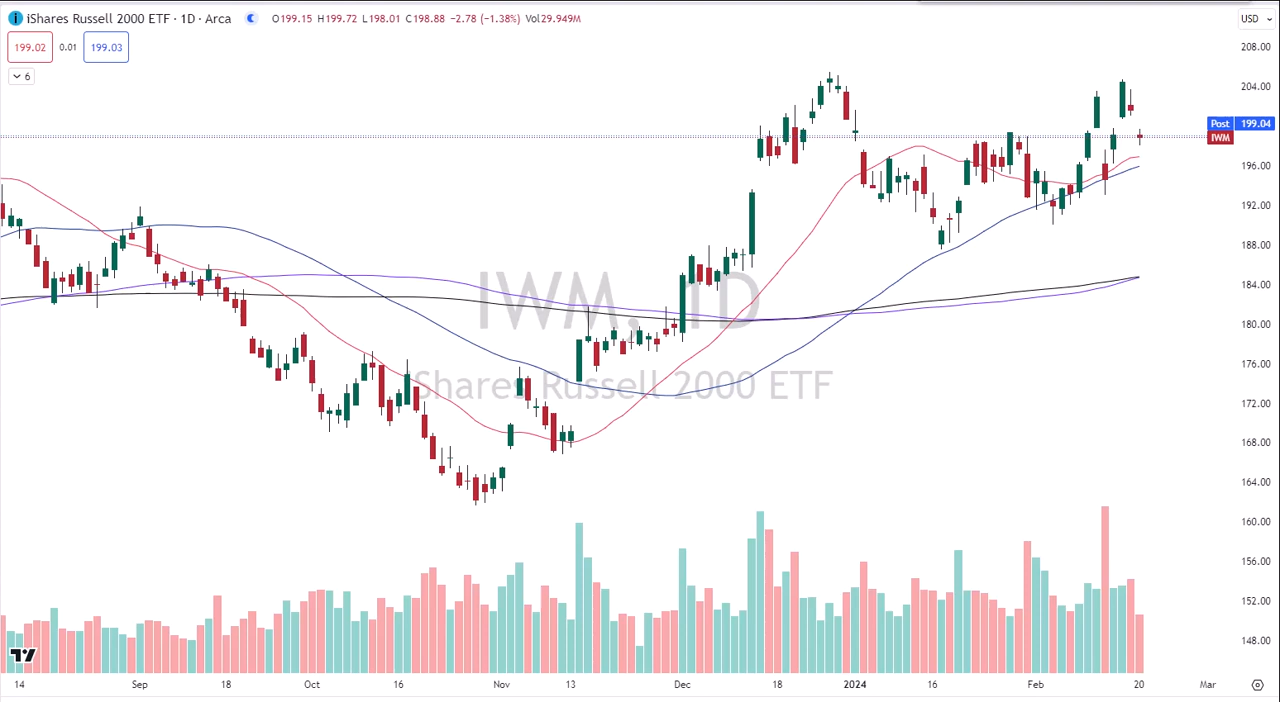 iShares Russell 2000 ETF · 1D · Arca O199.15 H199.72 L198.01 C198.88 −2.78 (−1.38%) Vol29.949M
USD
199.02 0.01 199.03
6
208.00
204.00
Post 199.04
IWM
196.00
192.00
188.00
184.00
180.00
176.00
172.00
168.00
164.00
160.00
156.00
152.00
148.00
IWM, 1D
iShares Russell 2000 ETF
14 Sep 18 Oct 16 Nov 13 Dec 18 2024 16 Feb 20 Mar